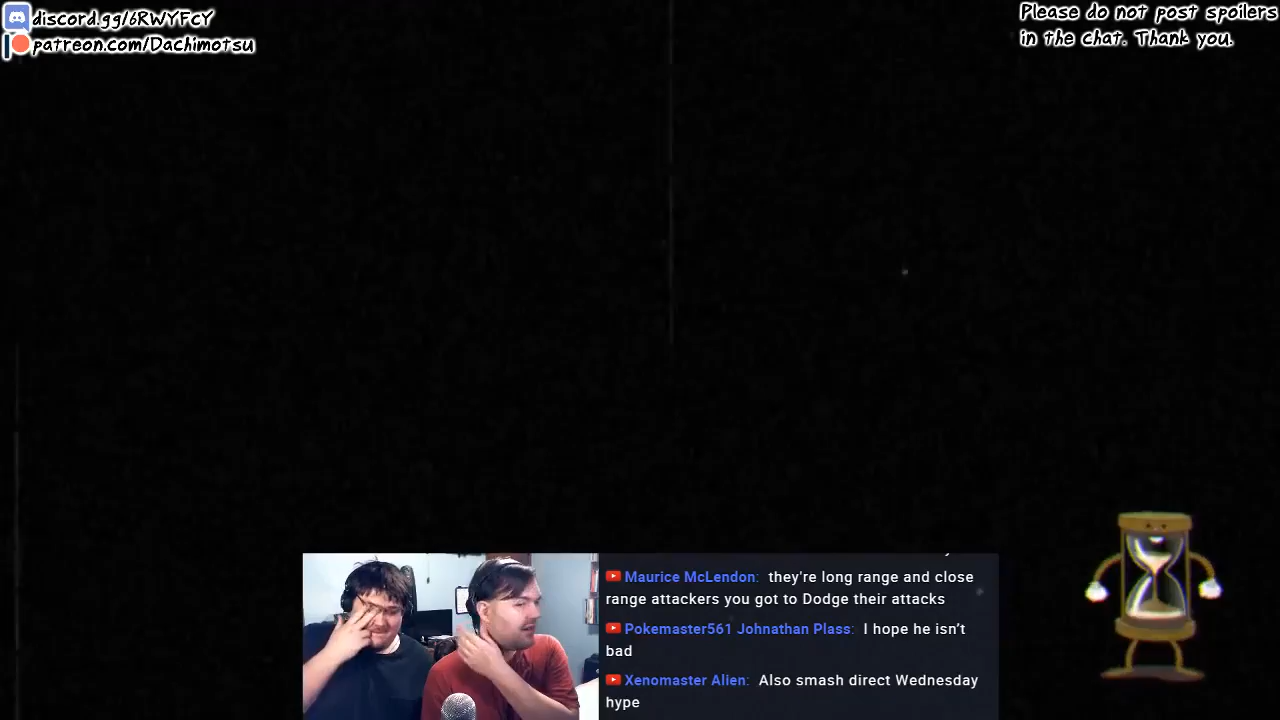 discord.gg/6RWYFcY
patreon.com/Dachimotsu
Please do not post spoilers
in the chat. Thank you.
Maurice McLendon: they're long range and close
range attackers you got to Dodge their attacks
Pokemaster561 Johnathan Plass: I hope he isn't
bad
Xenomaster Alien: Also smash direct Wednesday
hype